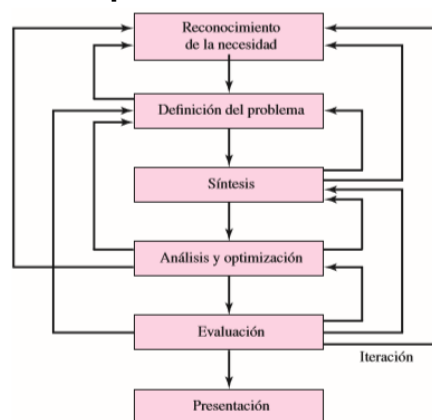 Reconocimiento
de la necesidad
Definición del problema
Síntesis
Análisis y optimización
Evaluación
Iteración
Presentación